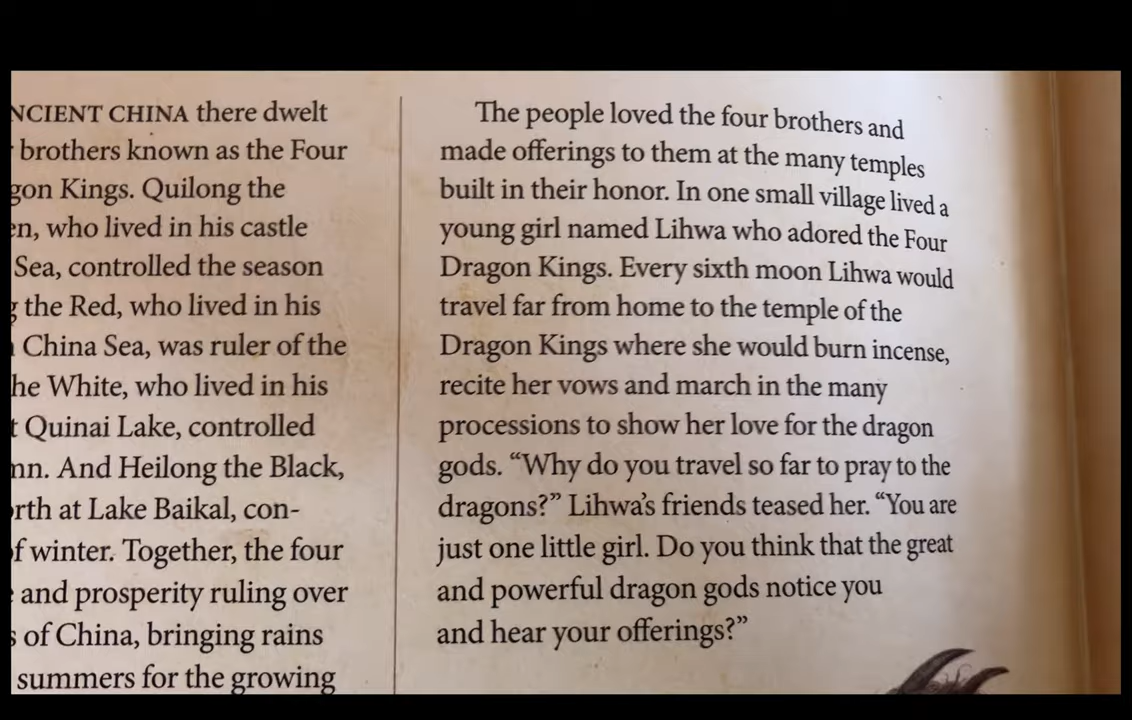 NCIENT CHINA there dwelt
brothers known as the Four
gon Kings. Quilong the
en, who lived in his castle
Sea, controlled the season
the Red, who lived in his
China Sea, was ruler of the
he White, who lived in his
t Quinai Lake, controlled
mn. And Heilong the Black,
rth at Lake Baikal, con-
of winter. Together, the four
and prosperity ruling over
s of China, bringing rains
summers for the growing
The people loved the four brothers and
made offerings to them at the many temples
built in their honor. In one small village lived a
young girl named Lihwa who adored the Four
Dragon Kings. Every sixth moon Lihwa would
travel far from home to the temple of the
Dragon Kings where she would burn incense,
recite her vows and march in the many
processions to show her love for the dragon
gods. “Why do you travel so far to pray to the
dragons?” Lihwa’s friends teased her. “You are
just one little girl. Do you think that the great
and powerful dragon gods notice you
and hear your offerings?”